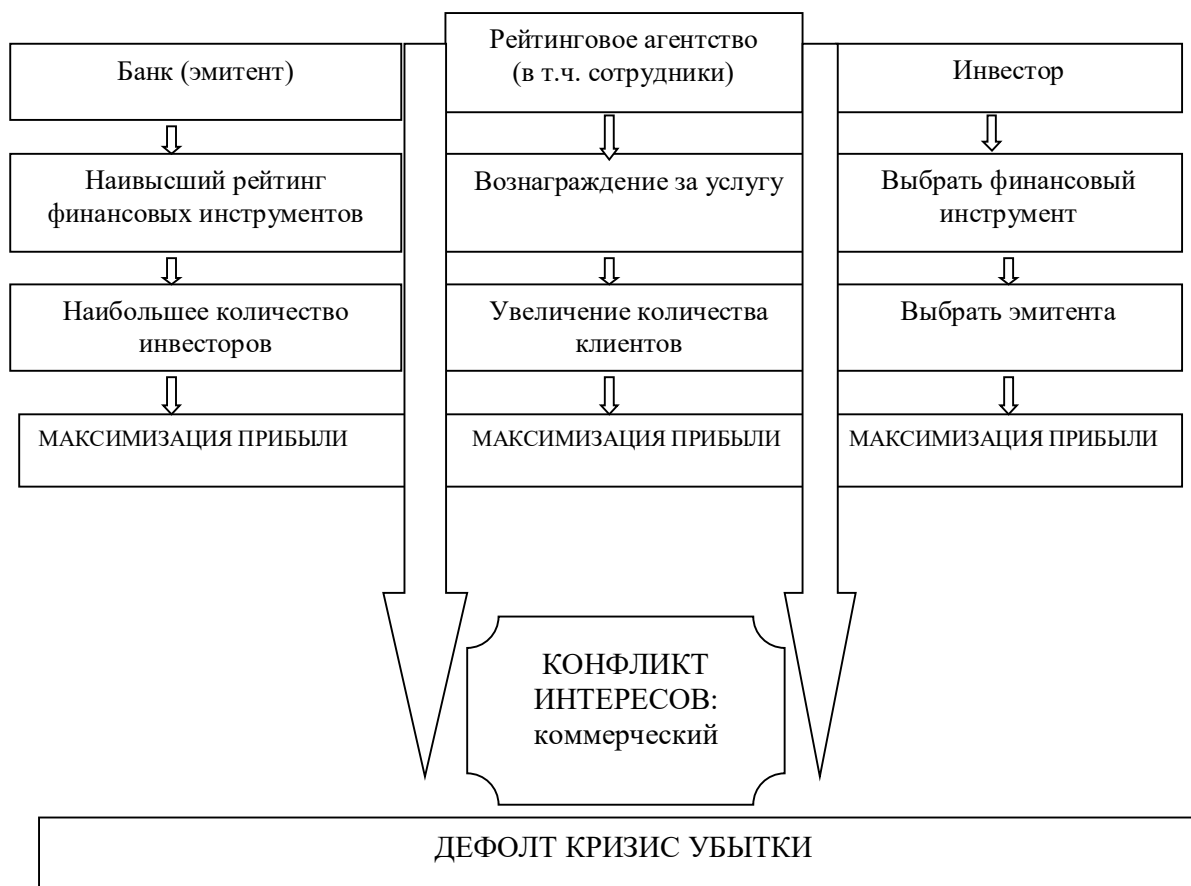 Банк (эмитент)
Рейтинговое агентство
(в т.ч. сотрудники)
Инвестор
Наивысший рейтинг
финансовых инструментов
Вознаграждение за услугу
Выбрать финансовый
инструмент
Наибольшее количество
инвесторов
Увеличение количества
клиентов
Выбрать эмитента
МАКСИМИЗАЦИЯ ПРИБЫЛИ
МАКСИМИЗАЦИЯ ПРИБЫЛИ
МАКСИМИЗАЦИЯ ПРИБЫЛИ
КОНФЛИКТ
ИНТЕРЕСОВ:
коммерческий
ДЕФОЛТ КРИЗИС УБЫТКИ